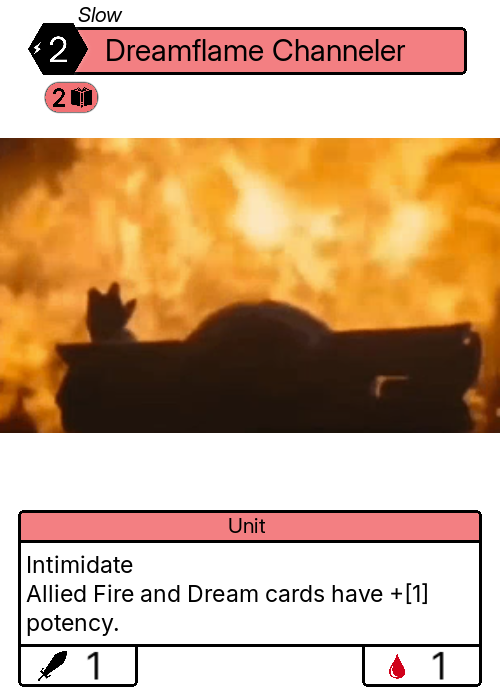 Slow
2 Dreamflame Channeler
2
Unit
Intimidate
Allied Fire and Dream cards have +[1]
potency.
1 1